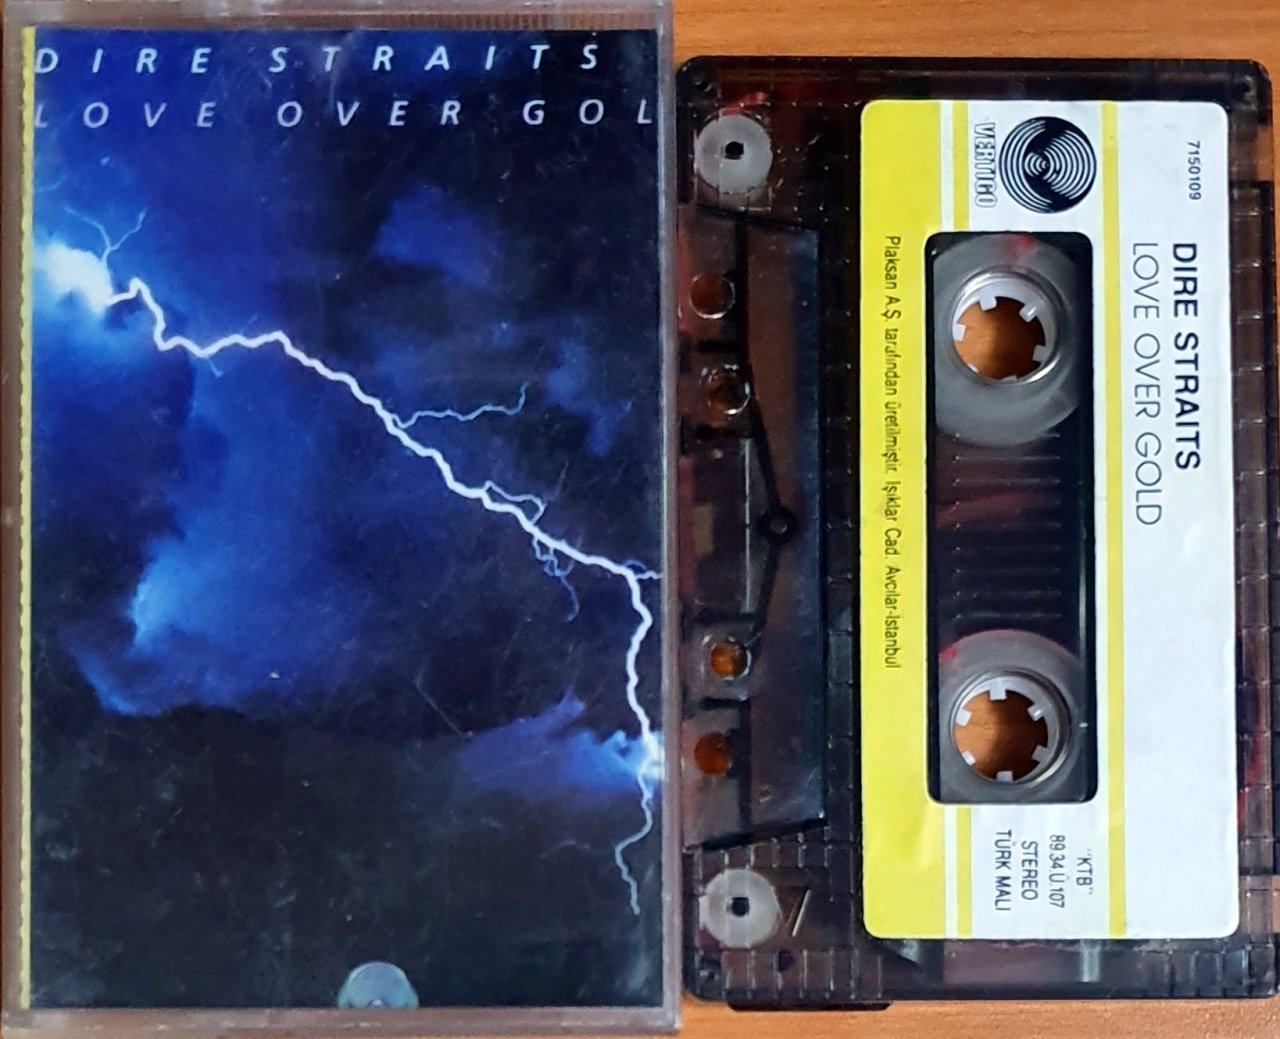 DIRE STRAITS
LOVE OVER GOL
VERTIGO
7150109
DIRE STRAITS
LOVE OVER GOLD
"KTB"
89.34.Ü.107
STEREO
TÜRK MALI
Plaksan A.Ş. tarafından üretilmiştir. Işıklar Cad. Avcılar-İstanbul